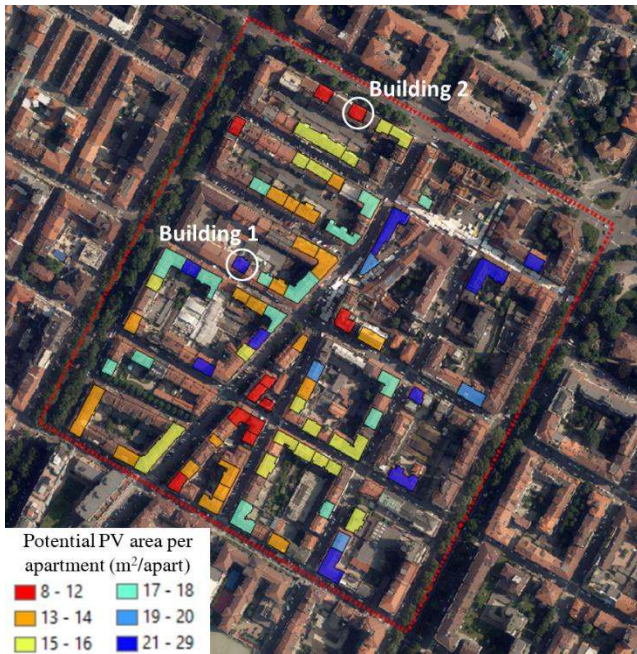 Building 2
Building 1
Potential PV area per
apartment (m²/apart)
8 - 12
17 - 18
13 - 14
19 - 20
15 - 16
21 - 29